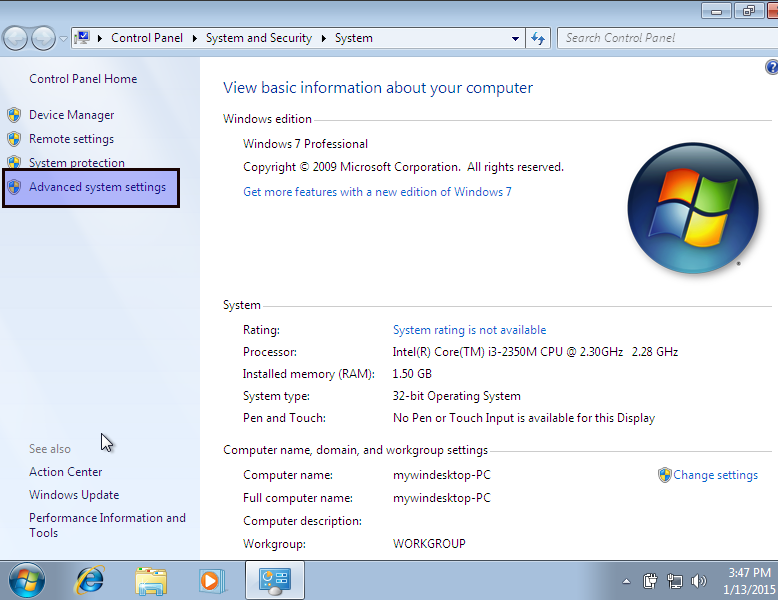 Control Panel System and Security System Search Control Panel
Control Panel Home
Device Manager
Remote settings
System protection
Advanced system settings
View basic information about your computer
Windows edition
Windows 7 Professional
Copyright © 2009 Microsoft Corporation. All rights reserved.
Get more features with a new edition of Windows 7
System
Rating: System rating is not available
Processor: Intel(R) Core(TM) i3-2350M CPU @ 2.30GHz 2.28 GHz
Installed memory (RAM): 1.50 GB
System type: 32-bit Operating System
Pen and Touch: No Pen or Touch Input is available for this Display
Computer name, domain, and workgroup settings
Computer name: mywindesktop-PC Change settings
Full computer name: mywindesktop-PC
Computer description:
Workgroup: WORKGROUP
See also
Action Center
Windows Update
Performance Information and
Tools
3:47 PM
1/13/2015